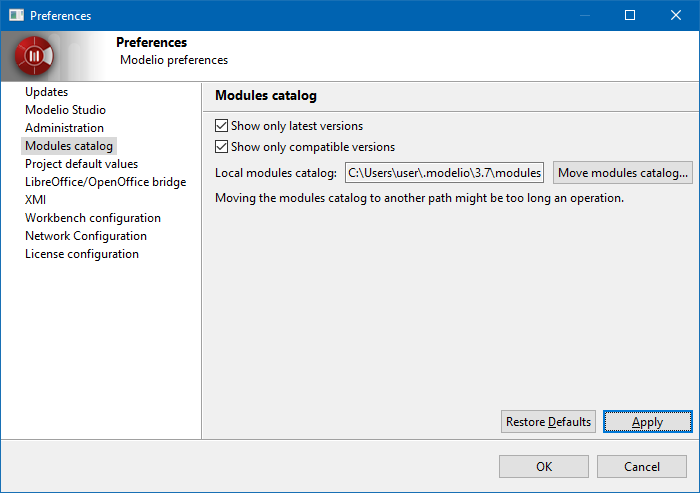 Preferences
Preferences
Modelio preferences
Updates
Modelio Studio
Administration
Modules catalog
Project default values
LibreOffice/OpenOffice bridge
XMI
Workbench configuration
Network Configuration
License configuration
Modules catalog
Show only latest versions
Show only compatible versions
Local modules catalog: C:\Users\user\.modelio\3.7\modules Move modules catalog...
Moving the modules catalog to another path might be too long an operation.
Restore Defaults Apply
OK Cancel